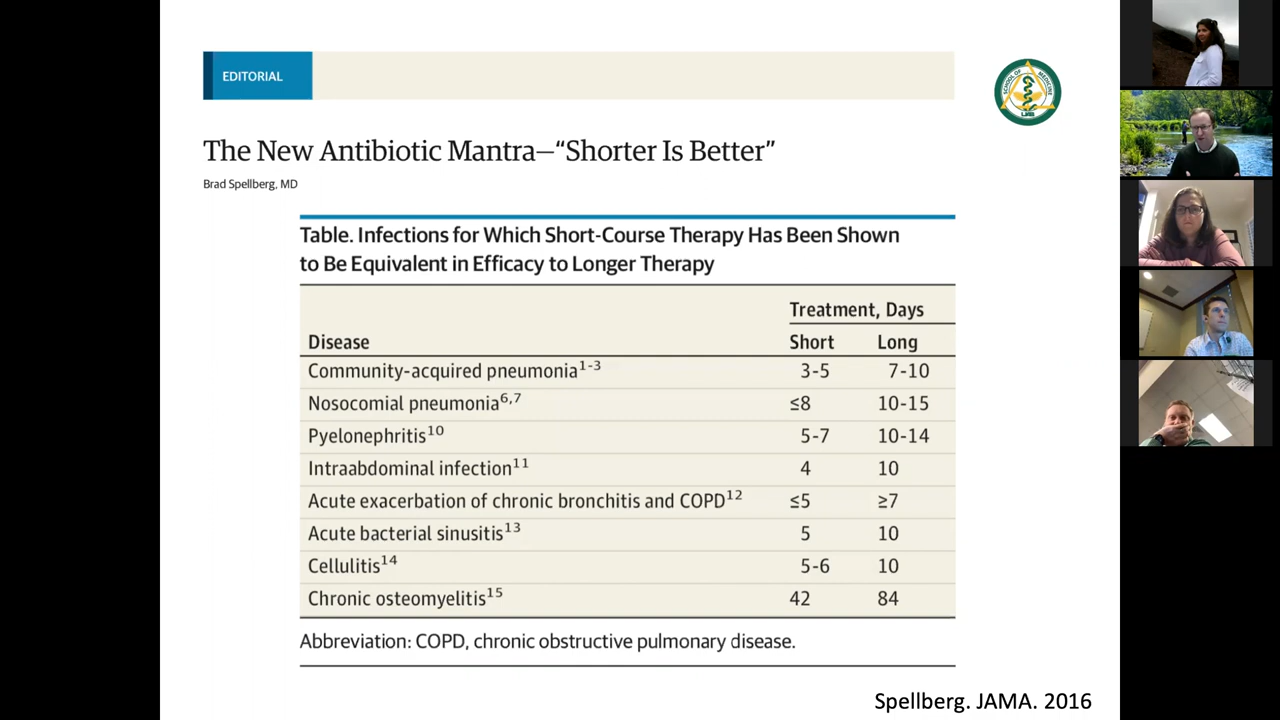 EDITORIAL
SCHOOL OF MEDICINE
The New Antibiotic Mantra—“Shorter Is Better”
Brad Spellberg, MD
Table. Infections for Which Short-Course Therapy Has Been Shown
to Be Equivalent in Efficacy to Longer Therapy
Treatment, Days
Disease Short Long
Community-acquired pneumonia1-3 3-5 7-10
Nosocomial pneumonia6,7 ≤8 10-15
Pyelonephritis10 5-7 10-14
Intraabdominal infection11 4 10
Acute exacerbation of chronic bronchitis and COPD12 ≤5 ≥7
Acute bacterial sinusitis13 5 10
Cellulitis14 5-6 10
Chronic osteomyelitis15 42 84
Abbreviation: COPD, chronic obstructive pulmonary disease.
Spellberg. JAMA. 2016